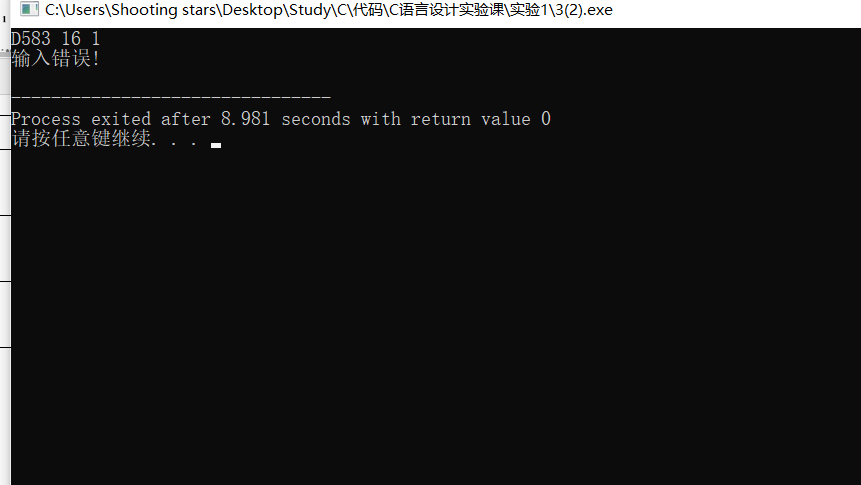 C:\Users\Shooting stars\Desktop\Study\C\代码\C语言设计实验课\实验1\3(2).exe
D583 16 1
输入错误!
--------------------------------
Process exited after 8.981 seconds with return value 0
请按任意键继续. . .